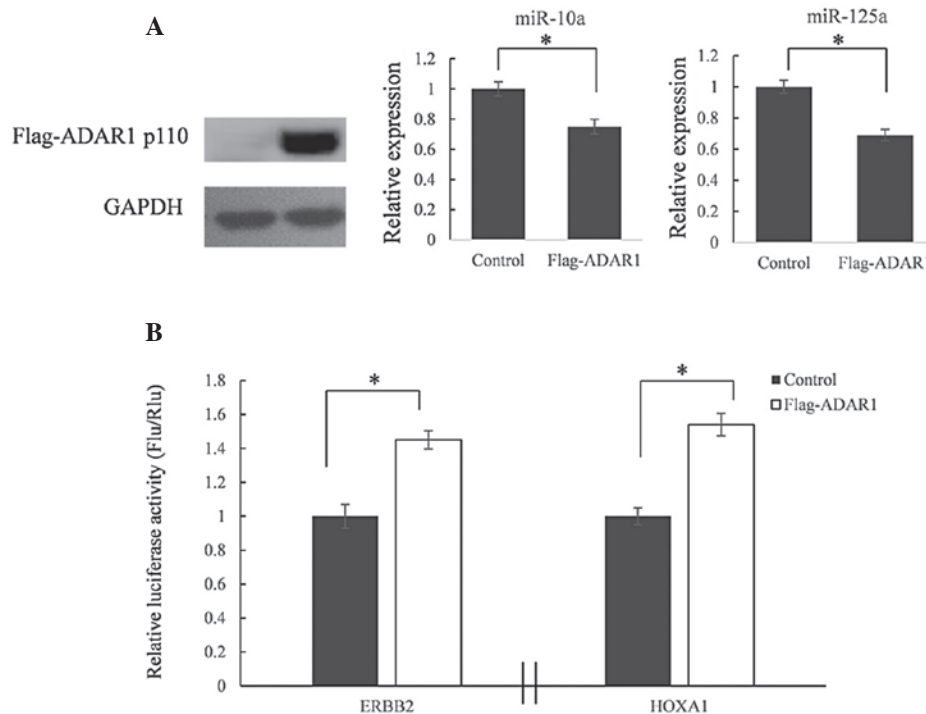 A
miR-10a
miR-125a
Flag-ADAR1 p110
GAPDH
Relative expression
1.2
1
0.8
0.6
0.4
0.2
0
*
Control
Flag-ADAR1
Relative expression
1.2
1
0.8
0.6
0.4
0.2
0
*
Control
Flag-ADAR1
B
Relative luciferase activity (Flu/Rlu)
1.8
1.6
1.4
1.2
1
0.8
0.6
0.4
0.2
0
*
*
Control
Flag-ADAR1
ERBB2
HOXA1